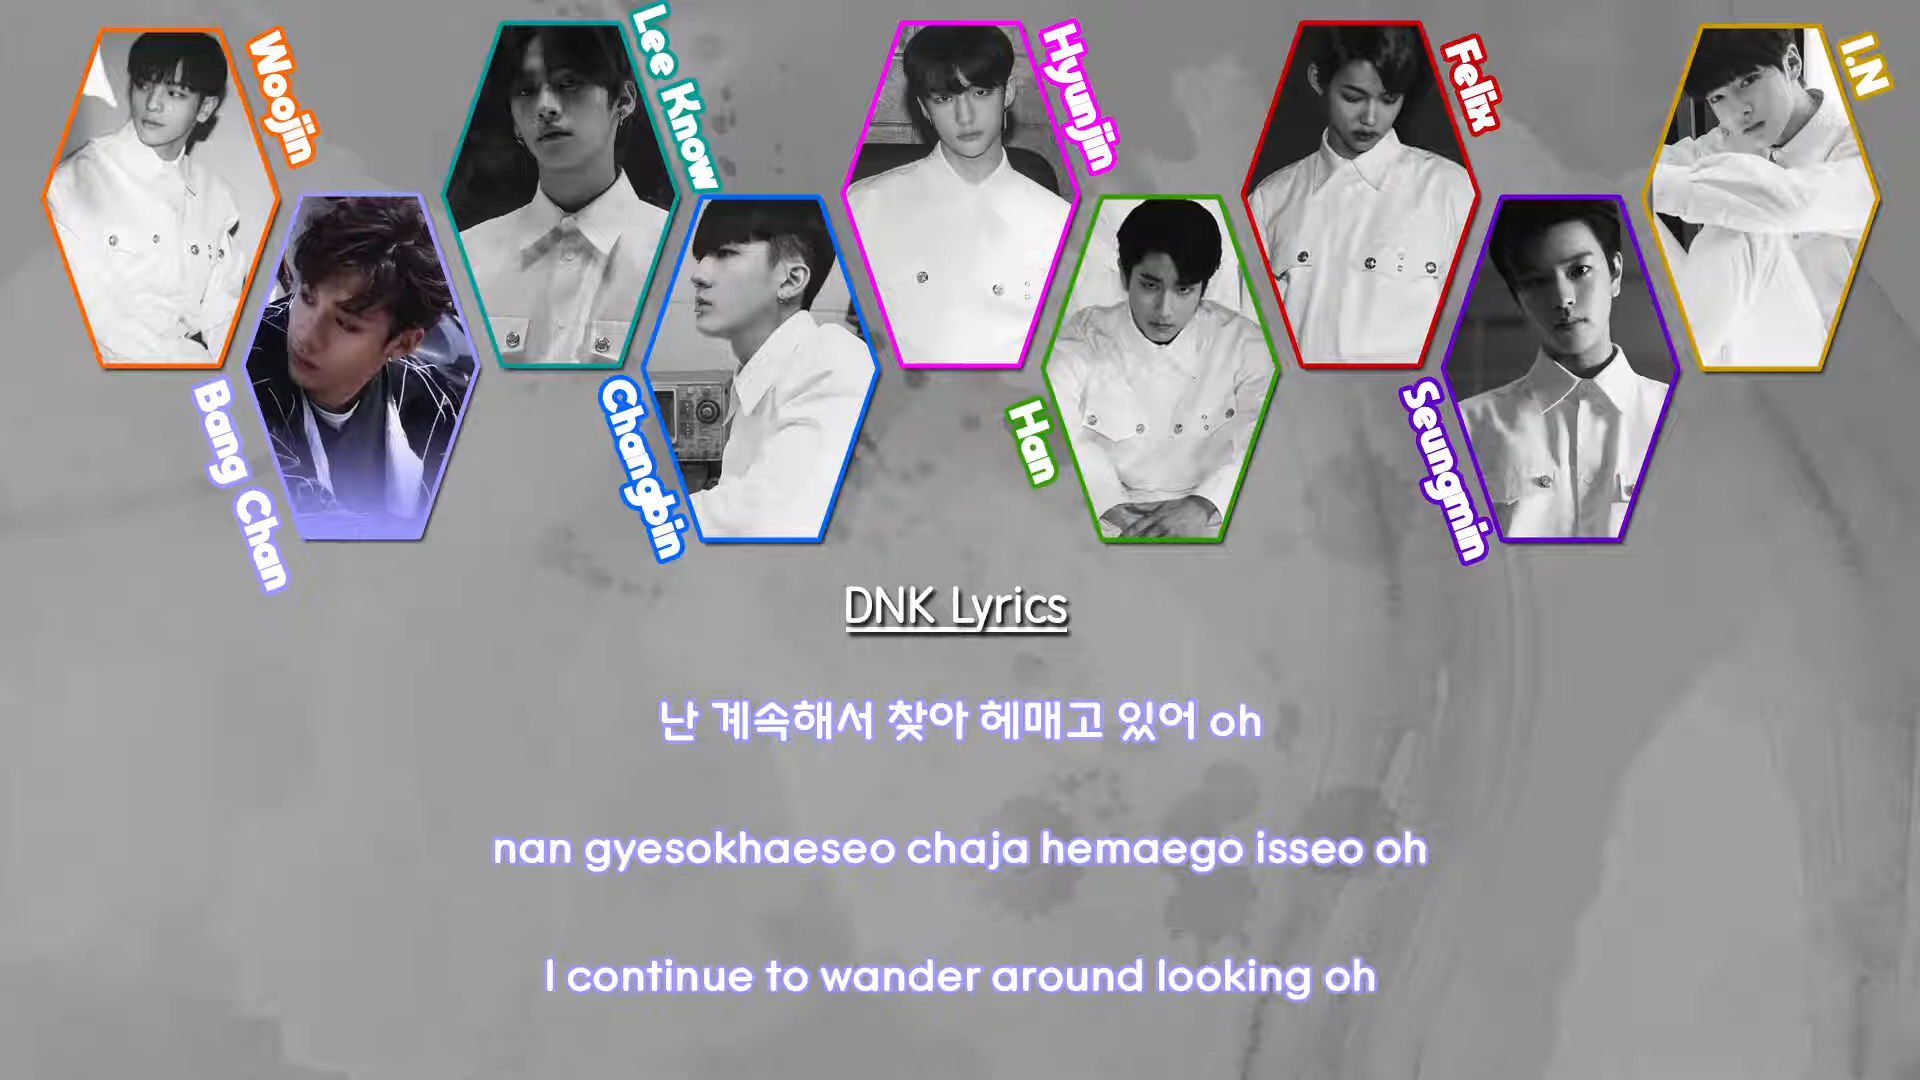 Woojin
Lee Know
Hyunjin
Felix
I.N
Bang Chan
Changbin
Han
Seungmin
DNK Lyrics
난 계속해서 찾아 헤매고 있어 oh
nan gyesokhaeseo chaja hemaego isseo oh
I continue to wander around looking oh